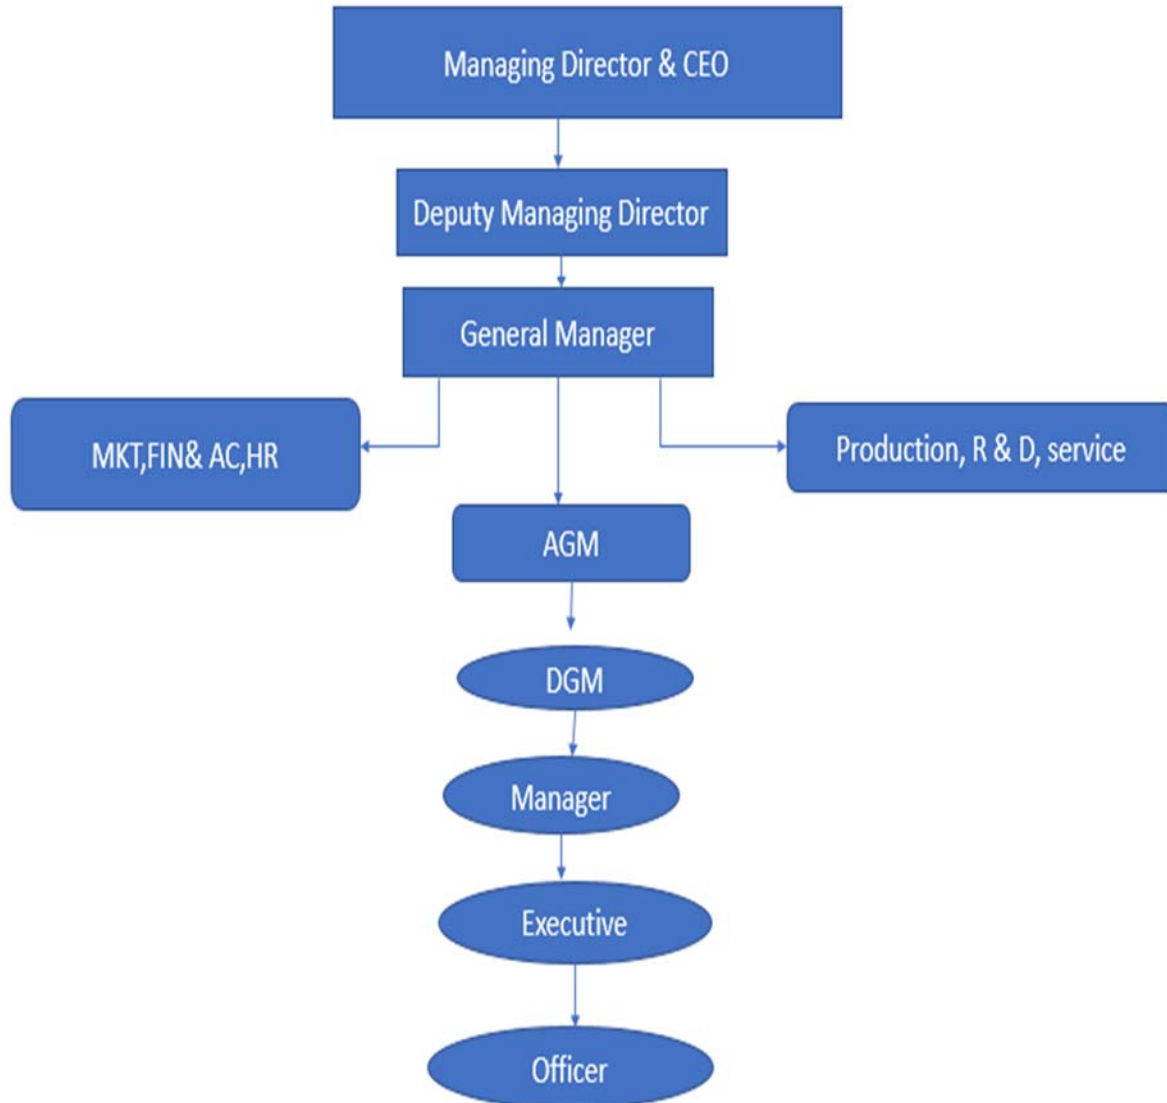 Managing Director & CEO
Deputy Managing Director
General Manager
MKT,FIN& AC,HR
Production, R & D, service
AGM
DGM
Manager
Executive
Officer